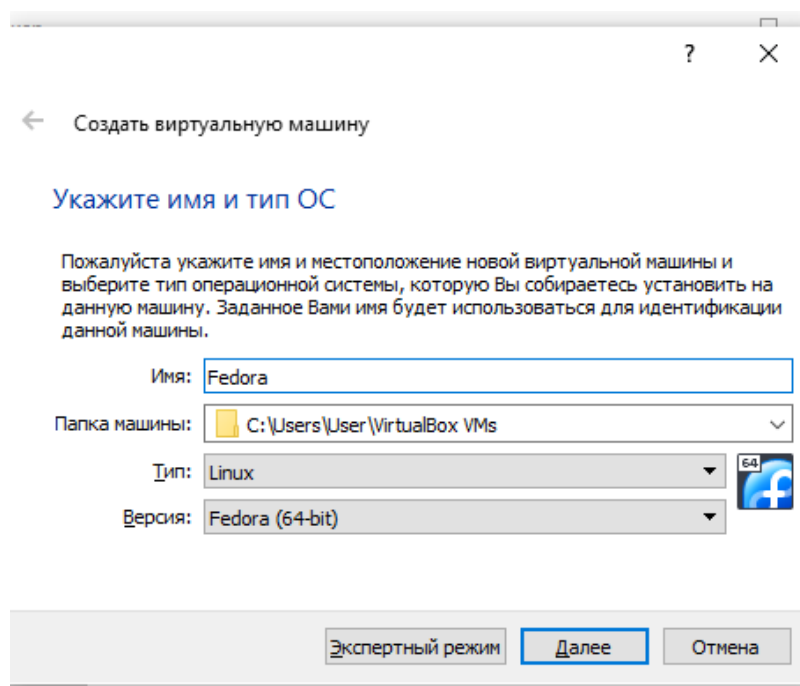 ?
Создать виртуальную машину
Укажите имя и тип ОС
Пожалуйста укажите имя и местоположение новой виртуальной машины и
выберите тип операционной системы, которую Вы собираетесь установить на
данную машину. Заданное Вами имя будет использоваться для идентификации
данной машины.
Имя: Fedora
Папка машины: C:\Users\User\VirtualBox VMs
Тип: Linux
64
Версия: Fedora (64-bit)
Экспертный режим Далее Отмена